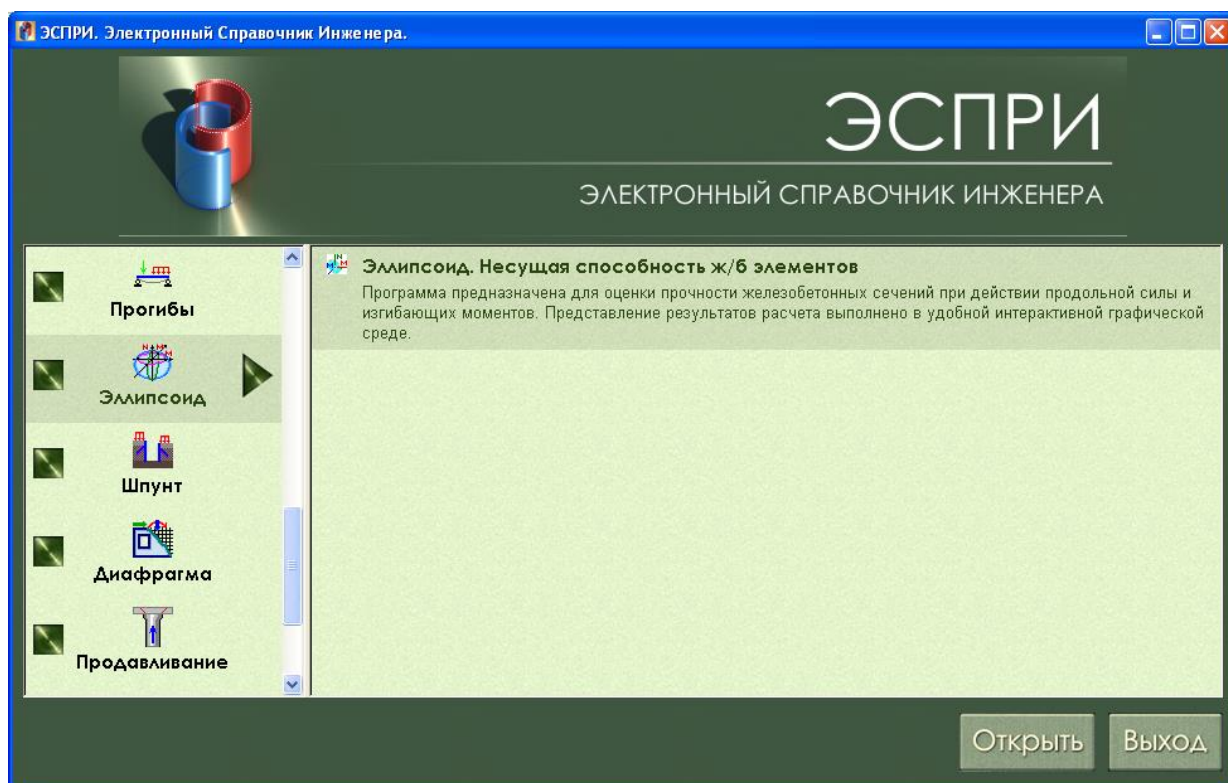 ЭСПРИ. Электронный Справочник Инженера.
ЭСПРИ
ЭЛЕКТРОННЫЙ СПРАВОЧНИК ИНЖЕНЕРА
Прогибы
Эллипсоид
Шпунт
Диафрагма
Продавливание
Эллипсоид. Несущая способность ж/б элементов
Программа предназначена для оценки прочности железобетонных сечений при действии продольной силы и
изгибающих моментов. Представление результатов расчета выполнено в удобной интерактивной графической
среде.
Открыть
Выход